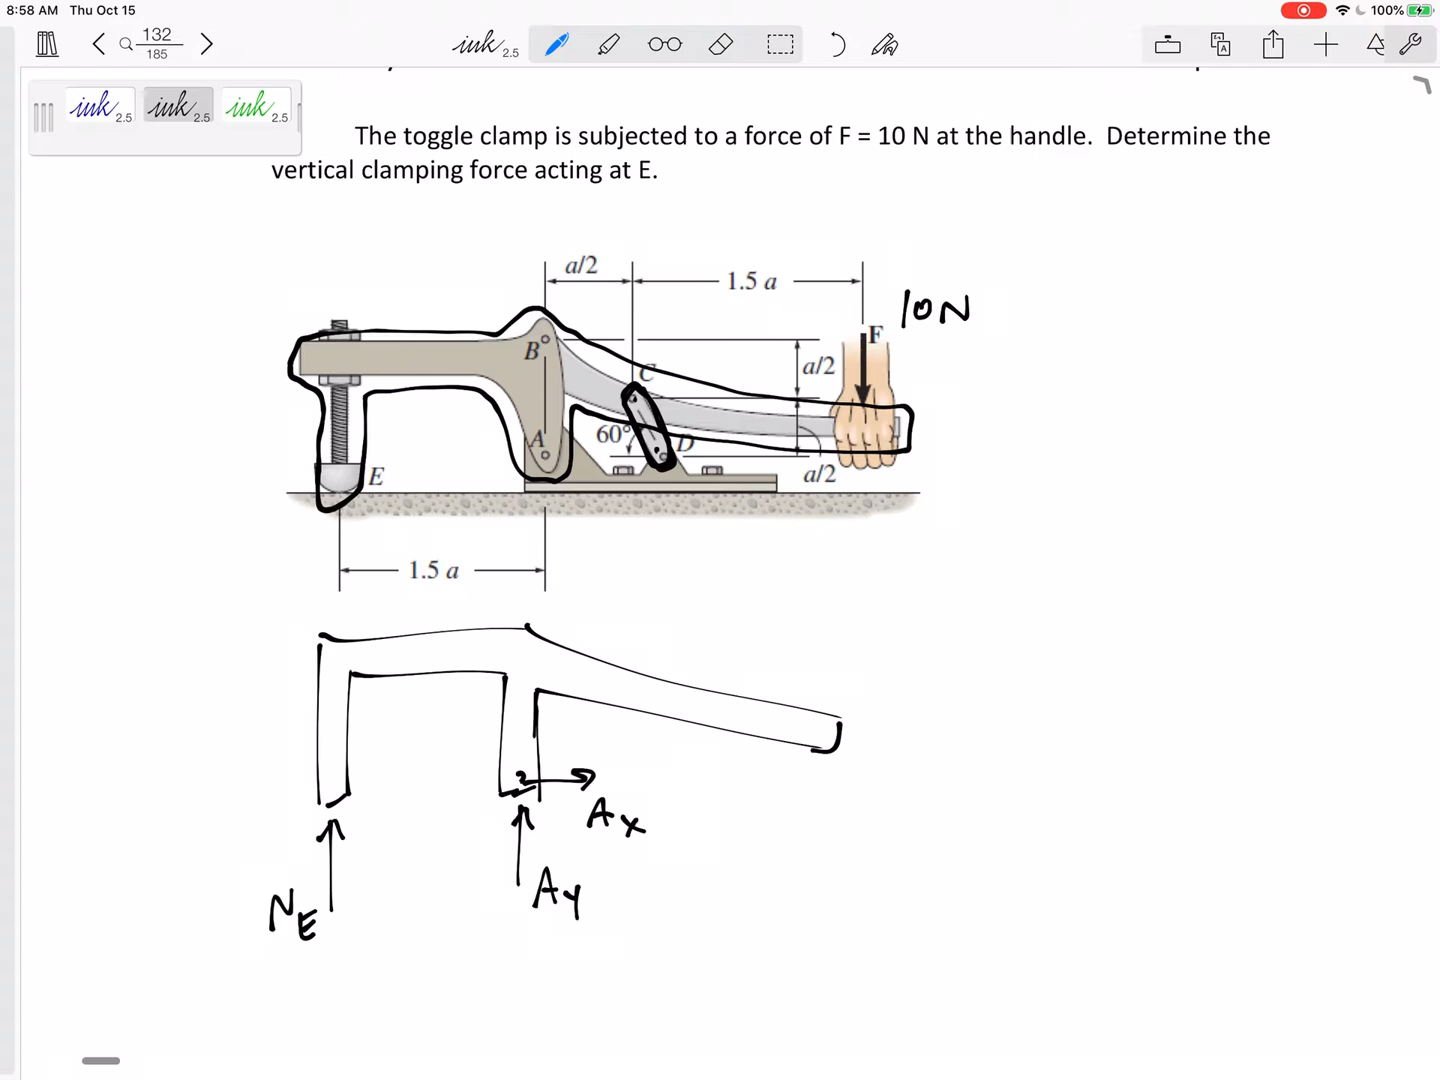 8:58 AM Thu Oct 15
100%
132
185
ink 2.5
ink 2.5 ink 2.5 ink 2.5
The toggle clamp is subjected to a force of F = 10 N at the handle. Determine the
vertical clamping force acting at E.
a/2
1.5 a
10N
F
B
a/2
C
60°
A
D
E
a/2
1.5 a
Ax
Ay
NE